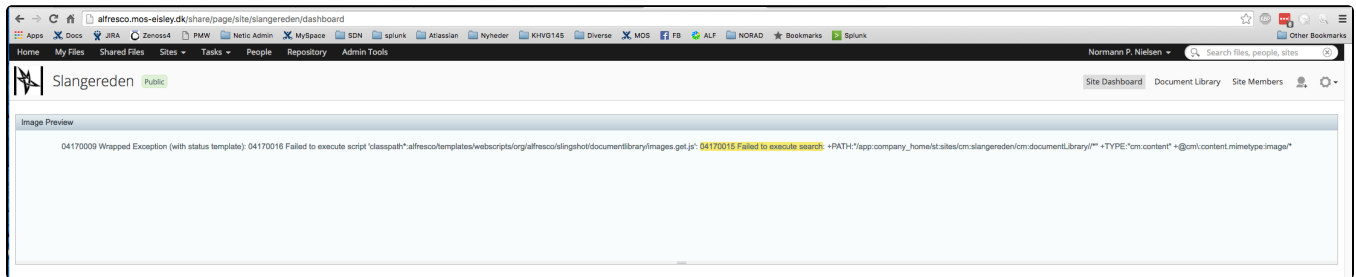 alfresco.mos-eisley.dk/share/page/site/slangereden/dashboard
Apps Docs JIRA Zenoss4 PMW Netic Admin MySpace SDN splunk Atlassian Nyheder KHVG145 Diverse MOS FB ALF NORAD Bookmarks Splunk Other Bookmarks
Home My Files Shared Files Sites Tasks People Repository Admin Tools Normann P. Nielsen Search files, people, sites
Slangereden Public Site Dashboard Document Library Site Members
Image Preview
04170009 Wrapped Exception (with status template): 04170016 Failed to execute script 'classpath*:alfresco/templates/webscripts/org/alfresco/slingshot/documentlibrary/images.get.js': 04170015 Failed to execute search: +PATH:"/app:company_home/st:sites/cm:slangereden/cm:documentLibrary//*" +TYPE:"cm:content" +@cm\:content.mimetype:image/*